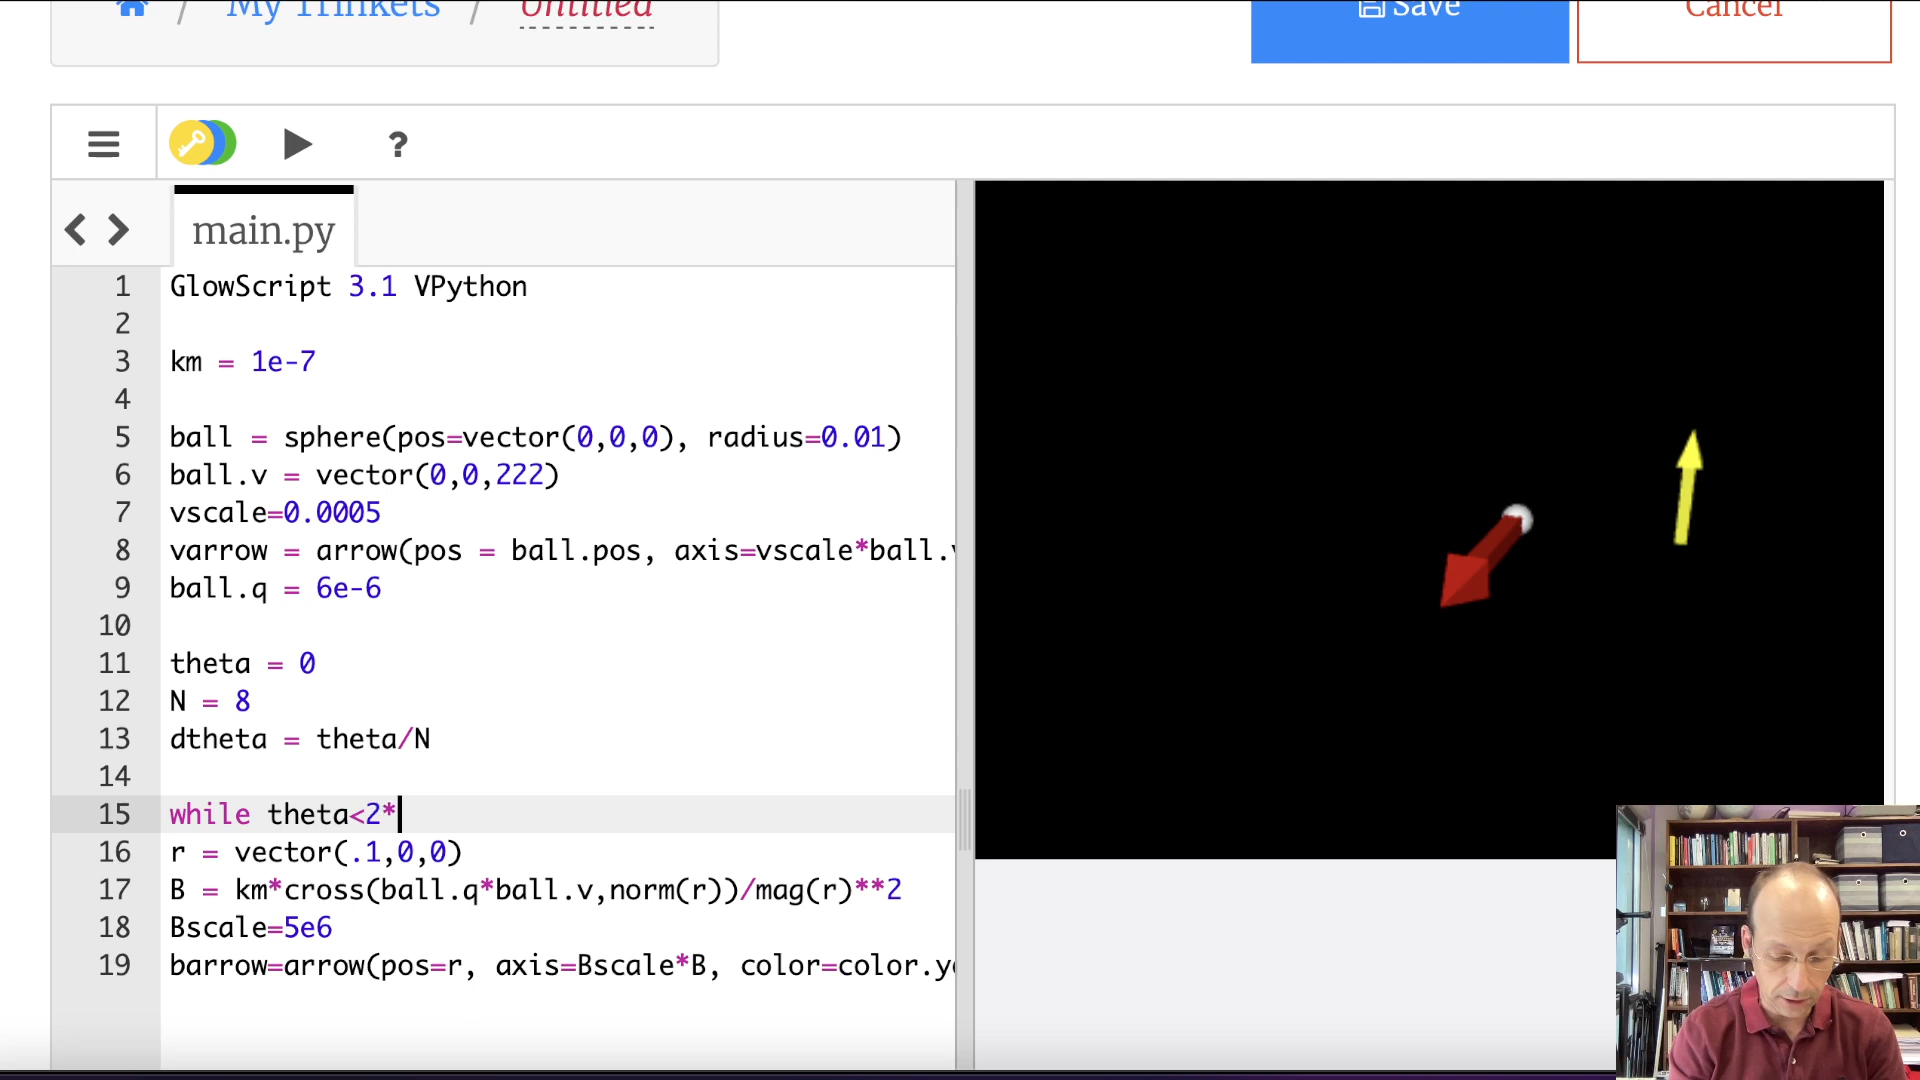 / My Trinkets / Untitled
Save
Cancel
?
main.py
1 GlowScript 3.1 VPython
2
3 km = 1e-7
4
5 ball = sphere(pos=vector(0,0,0), radius=0.01)
6 ball.v = vector(0,0,222)
7 vscale=0.0005
8 varrow = arrow(pos = ball.pos, axis=vscale*ball.v
9 ball.q = 6e-6
10
11 theta = 0
12 N = 8
13 dtheta = theta/N
14
15 while theta<2*
16 r = vector(.1,0,0)
17 B = km*cross(ball.q*ball.v,norm(r))/mag(r)**2
18 Bscale=5e6
19 barrow=arrow(pos=r, axis=Bscale*B, color=color.ye